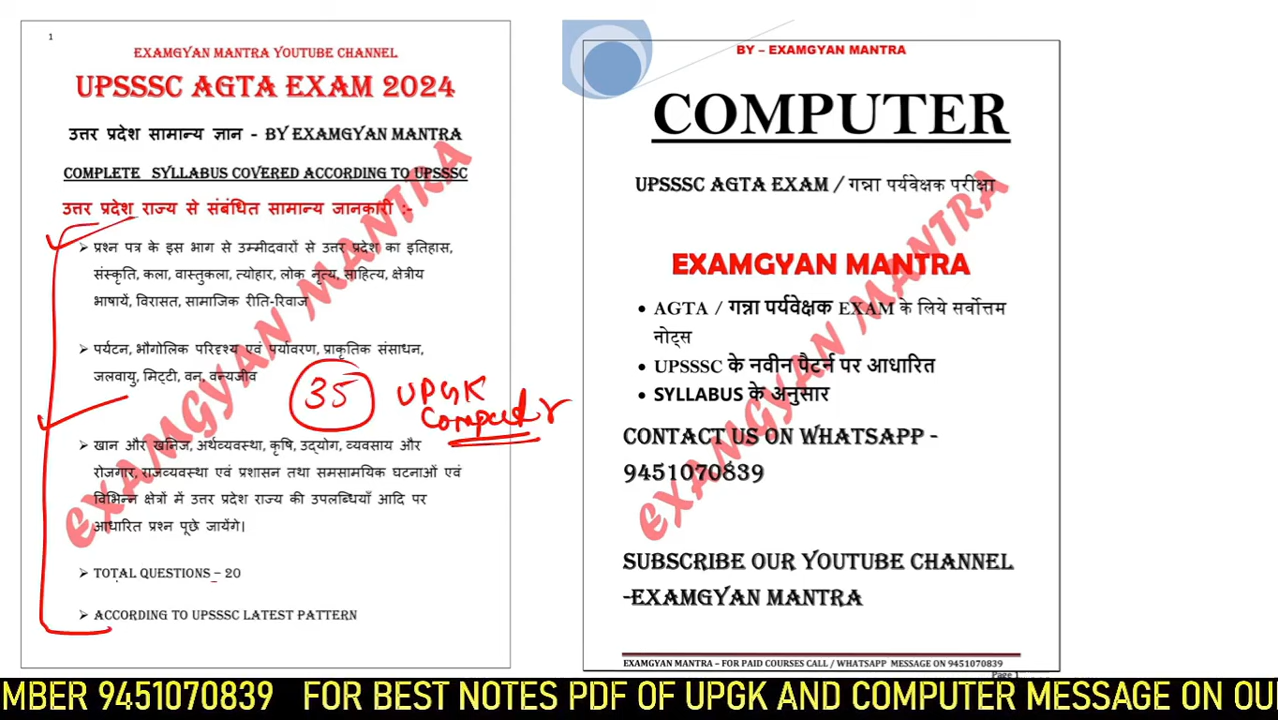 1
EXAMGYAN MANTRA YOUTUBE CHANNEL
UPSSSC AGTA EXAM 2024
उत्तर प्रदेश सामान्य ज्ञान - BY EXAMGYAN MANTRA
COMPLETE SYLLABUS COVERED ACCORDING TO UPSSSC
उत्तर प्रदेश राज्य से संबंधित सामान्य जानकारी :-
➢ प्रश्न पत्र के इस भाग से उम्मीदवारों से उत्तर प्रदेश का इतिहास,
संस्कृति, कला, वास्तुकला, त्योहार, लोक नृत्य, साहित्य, क्षेत्रीय
भाषायें, विरासत, सामाजिक रीति-रिवाज
➢ पर्यटन, भौगोलिक परिदृश्य एवं पर्यावरण, प्राकृतिक संसाधन,
जलवायु, मिट्टी, वन, वन्यजीव
➢ खान और खनिज, अर्थव्यवस्था, कृषि, उद्योग, व्यवसाय और
रोजगार, राजव्यवस्था एवं प्रशासन तथा समसामयिक घटनाओं एवं
विभिन्न क्षेत्रों में उत्तर प्रदेश राज्य की उपलब्धियाँ आदि पर
आधारित प्रश्न पूछे जायेंगे।
➢ TOTAL QUESTIONS – 20
➢ ACCORDING TO UPSSSC LATEST PATTERN
EXAMGYAN MANTRA
35
UPGK
Computer
BY – EXAMGYAN MANTRA
COMPUTER
UPSSSC AGTA EXAM / गन्ना पर्यवेक्षक परीक्षा
EXAMGYAN MANTRA
• AGTA / गन्ना पर्यवेक्षक EXAM के लिये सर्वोत्तम
नोट्स
• UPSSSC के नवीन पैटर्न पर आधारित
• SYLLABUS के अनुसार
CONTACT US ON WHATSAPP -
9451070839
SUBSCRIBE OUR YOUTUBE CHANNEL
-EXAMGYAN MANTRA
EXAMGYAN MANTRA
EXAMGYAN MANTRA – FOR PAID COURSES CALL / WHATSAPP MESSAGE ON 9451070839
Page 1
MBER 9451070839 FOR BEST NOTES PDF OF UPGK AND COMPUTER MESSAGE ON OU